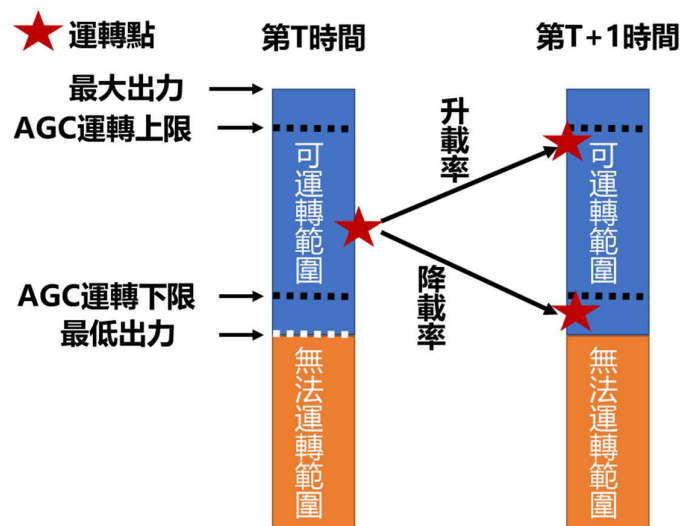 運轉點
第T時間
第T+1時間
最大出力
AGC運轉上限
升載率
可運轉範圍
可運轉範圍
AGC運轉下限
降載率
最低出力
無法運轉範圍
無法運轉範圍